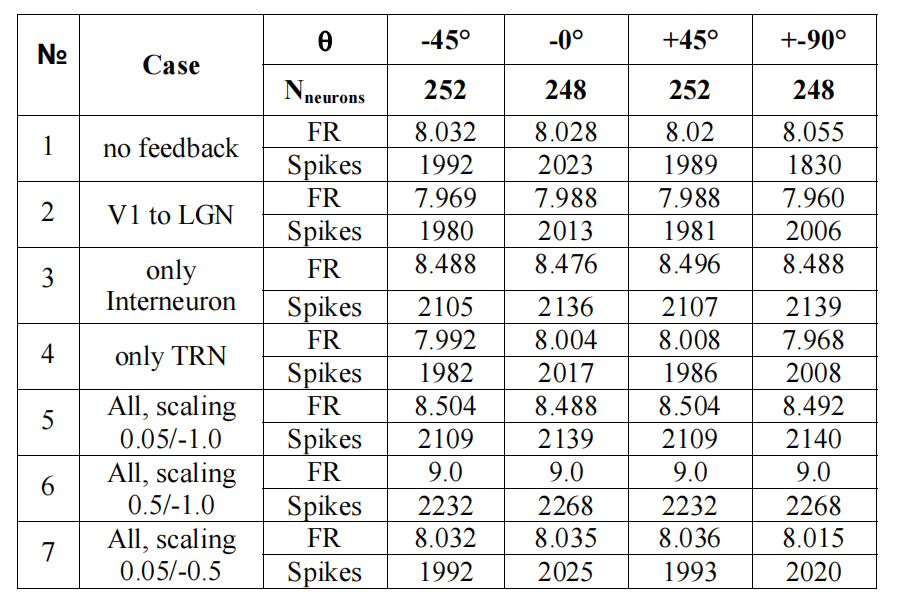 № Case θ -45° -0° +45° +-90°
N neurons 252 248 252 248
1 no feedback FR 8.032 8.028 8.02 8.055
Spikes 1992 2023 1989 1830
2 V1 to LGN FR 7.969 7.988 7.988 7.960
Spikes 1980 2013 1981 2006
3 only Interneuron FR 8.488 8.476 8.496 8.488
Spikes 2105 2136 2107 2139
4 only TRN FR 7.992 8.004 8.008 7.968
Spikes 1982 2017 1986 2008
5 All, scaling 0.05/-1.0 FR 8.504 8.488 8.504 8.492
Spikes 2109 2139 2109 2140
6 All, scaling 0.5/-1.0 FR 9.0 9.0 9.0 9.0
Spikes 2232 2268 2232 2268
7 All, scaling 0.05/-0.5 FR 8.032 8.035 8.036 8.015
Spikes 1992 2025 1993 2020